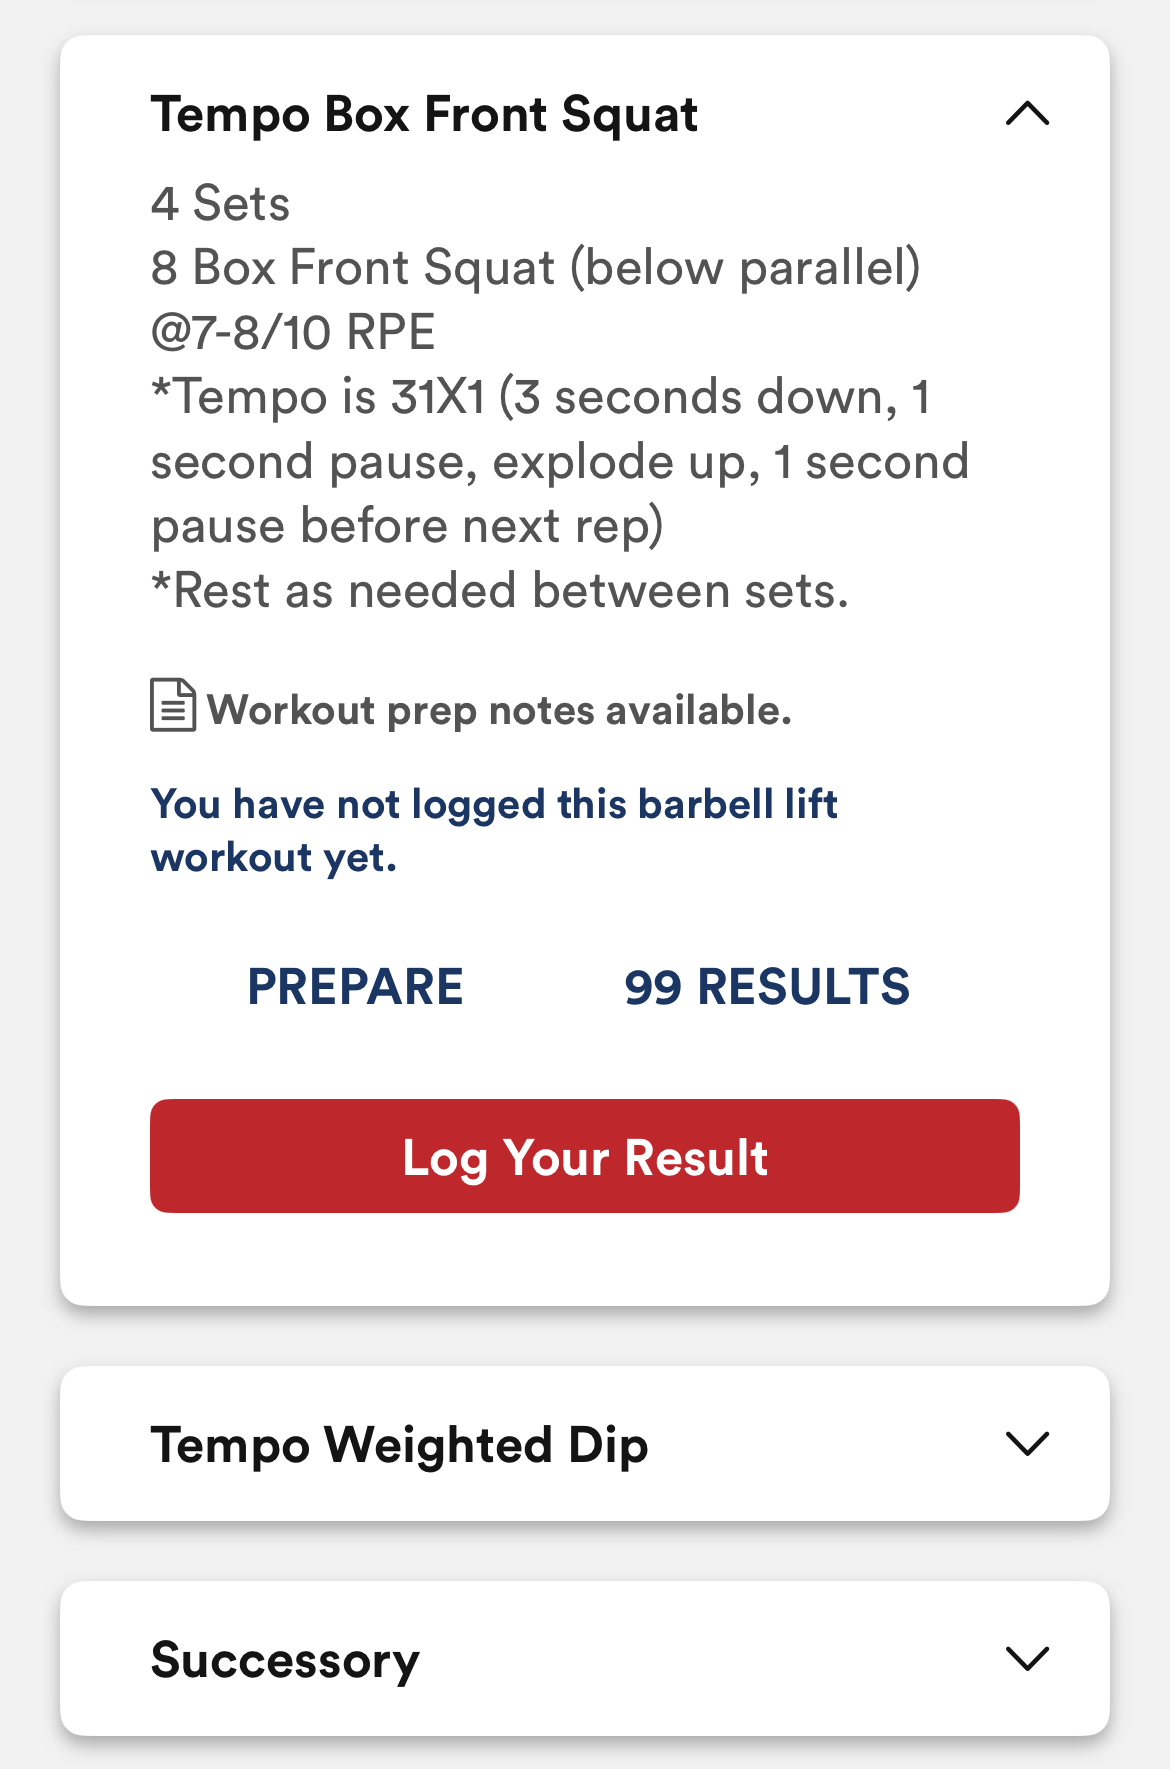 Tempo Box Front Squat
4 Sets
8 Box Front Squat (below parallel)
@7-8/10 RPE
*Tempo is 31X1 (3 seconds down, 1
second pause, explode up, 1 second
pause before next rep)
*Rest as needed between sets.
Workout prep notes available.
You have not logged this barbell lift
workout yet.
PREPARE 99 RESULTS
Log Your Result
Tempo Weighted Dip
Successory